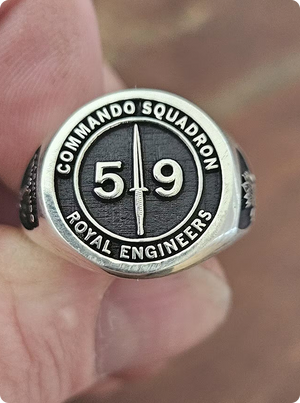 COMMANDO SQUADRON
59
ROYAL ENGINEERS